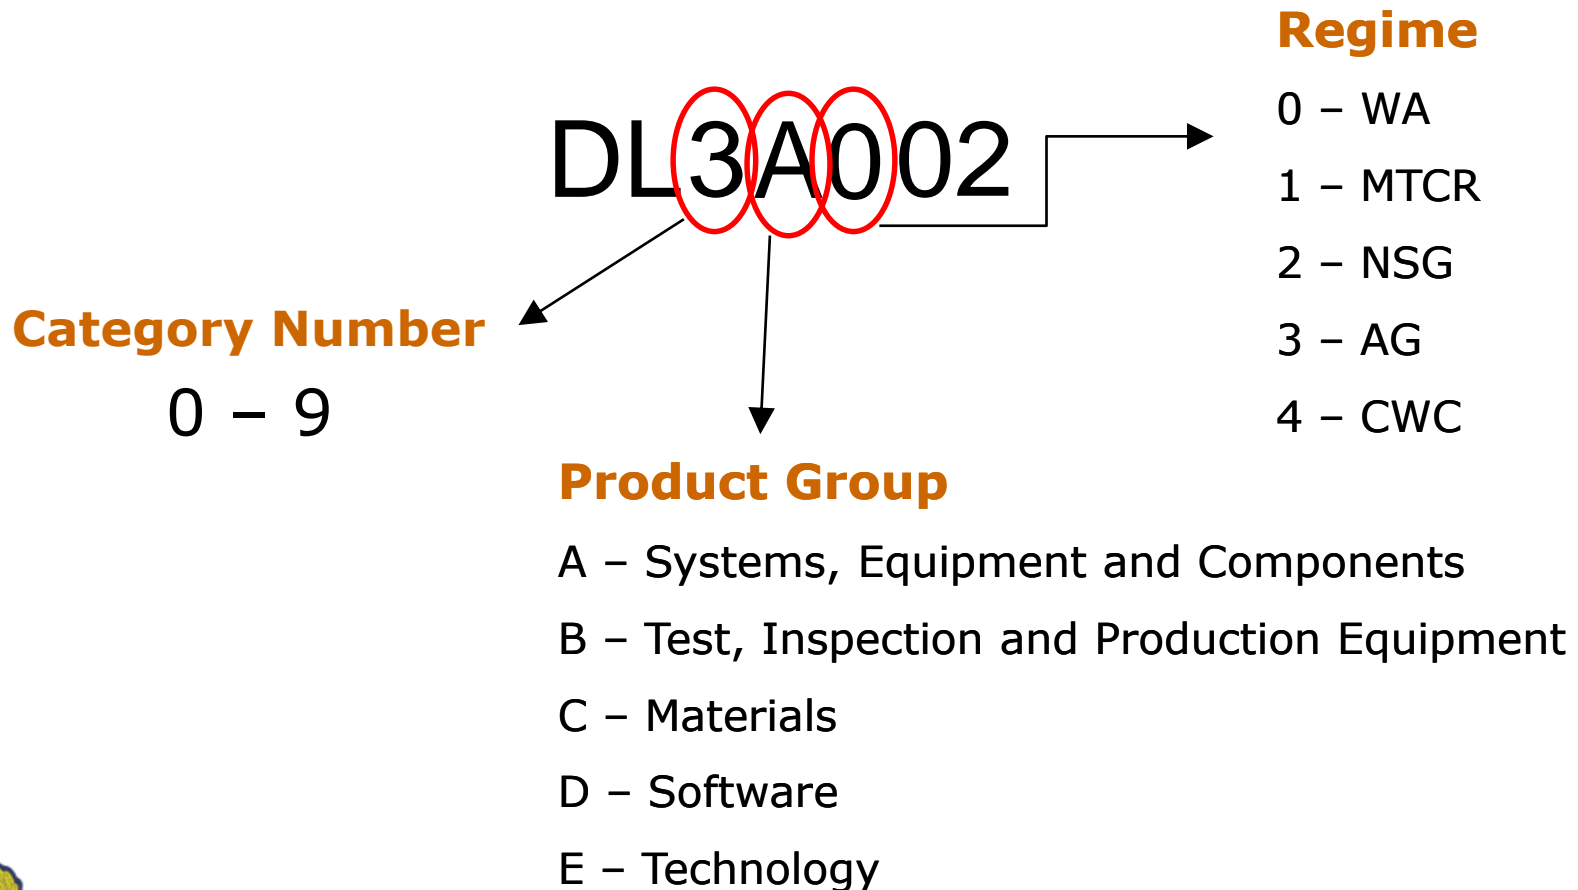 DL3A002
Regime
0 – WA
1 – MTCR
2 – NSG
3 – AG
4 – CWC
Category Number
0 – 9
Product Group
A – Systems, Equipment and Components
B – Test, Inspection and Production Equipment
C – Materials
D – Software
E – Technology